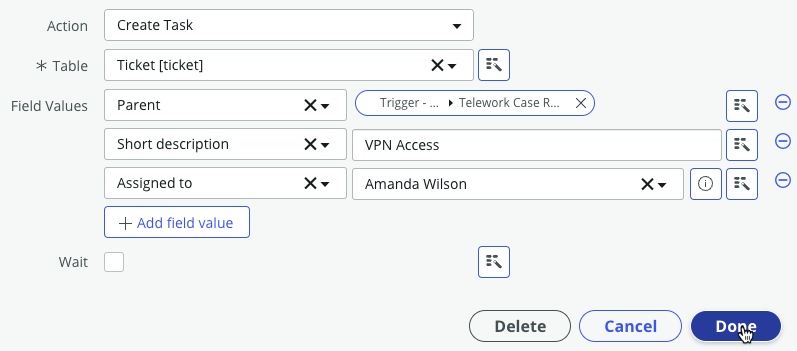 Action Create Task
* Table Ticket [ticket]
Field Values Parent Trigger - ... Telework Case R...
Short description VPN Access
Assigned to Amanda Wilson
+ Add field value
Wait
Delete Cancel Done